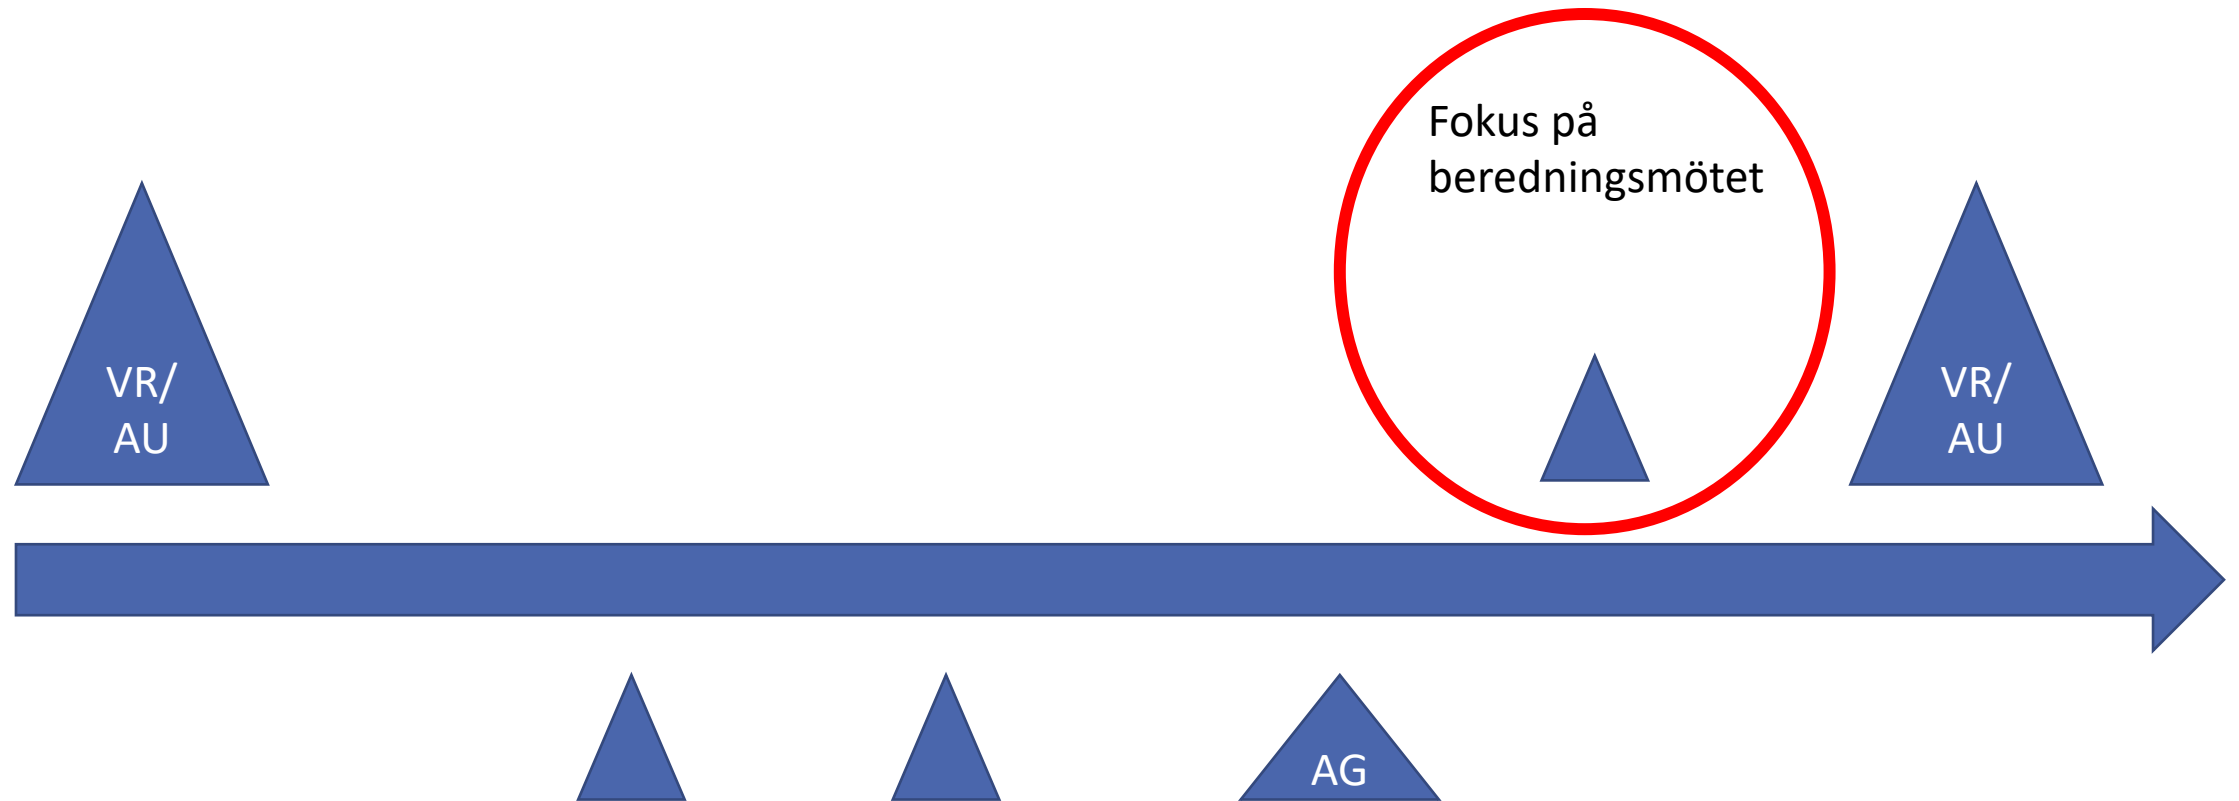 Fokus på
beredningsmötet
VR/
AU
VR/
AU
AG